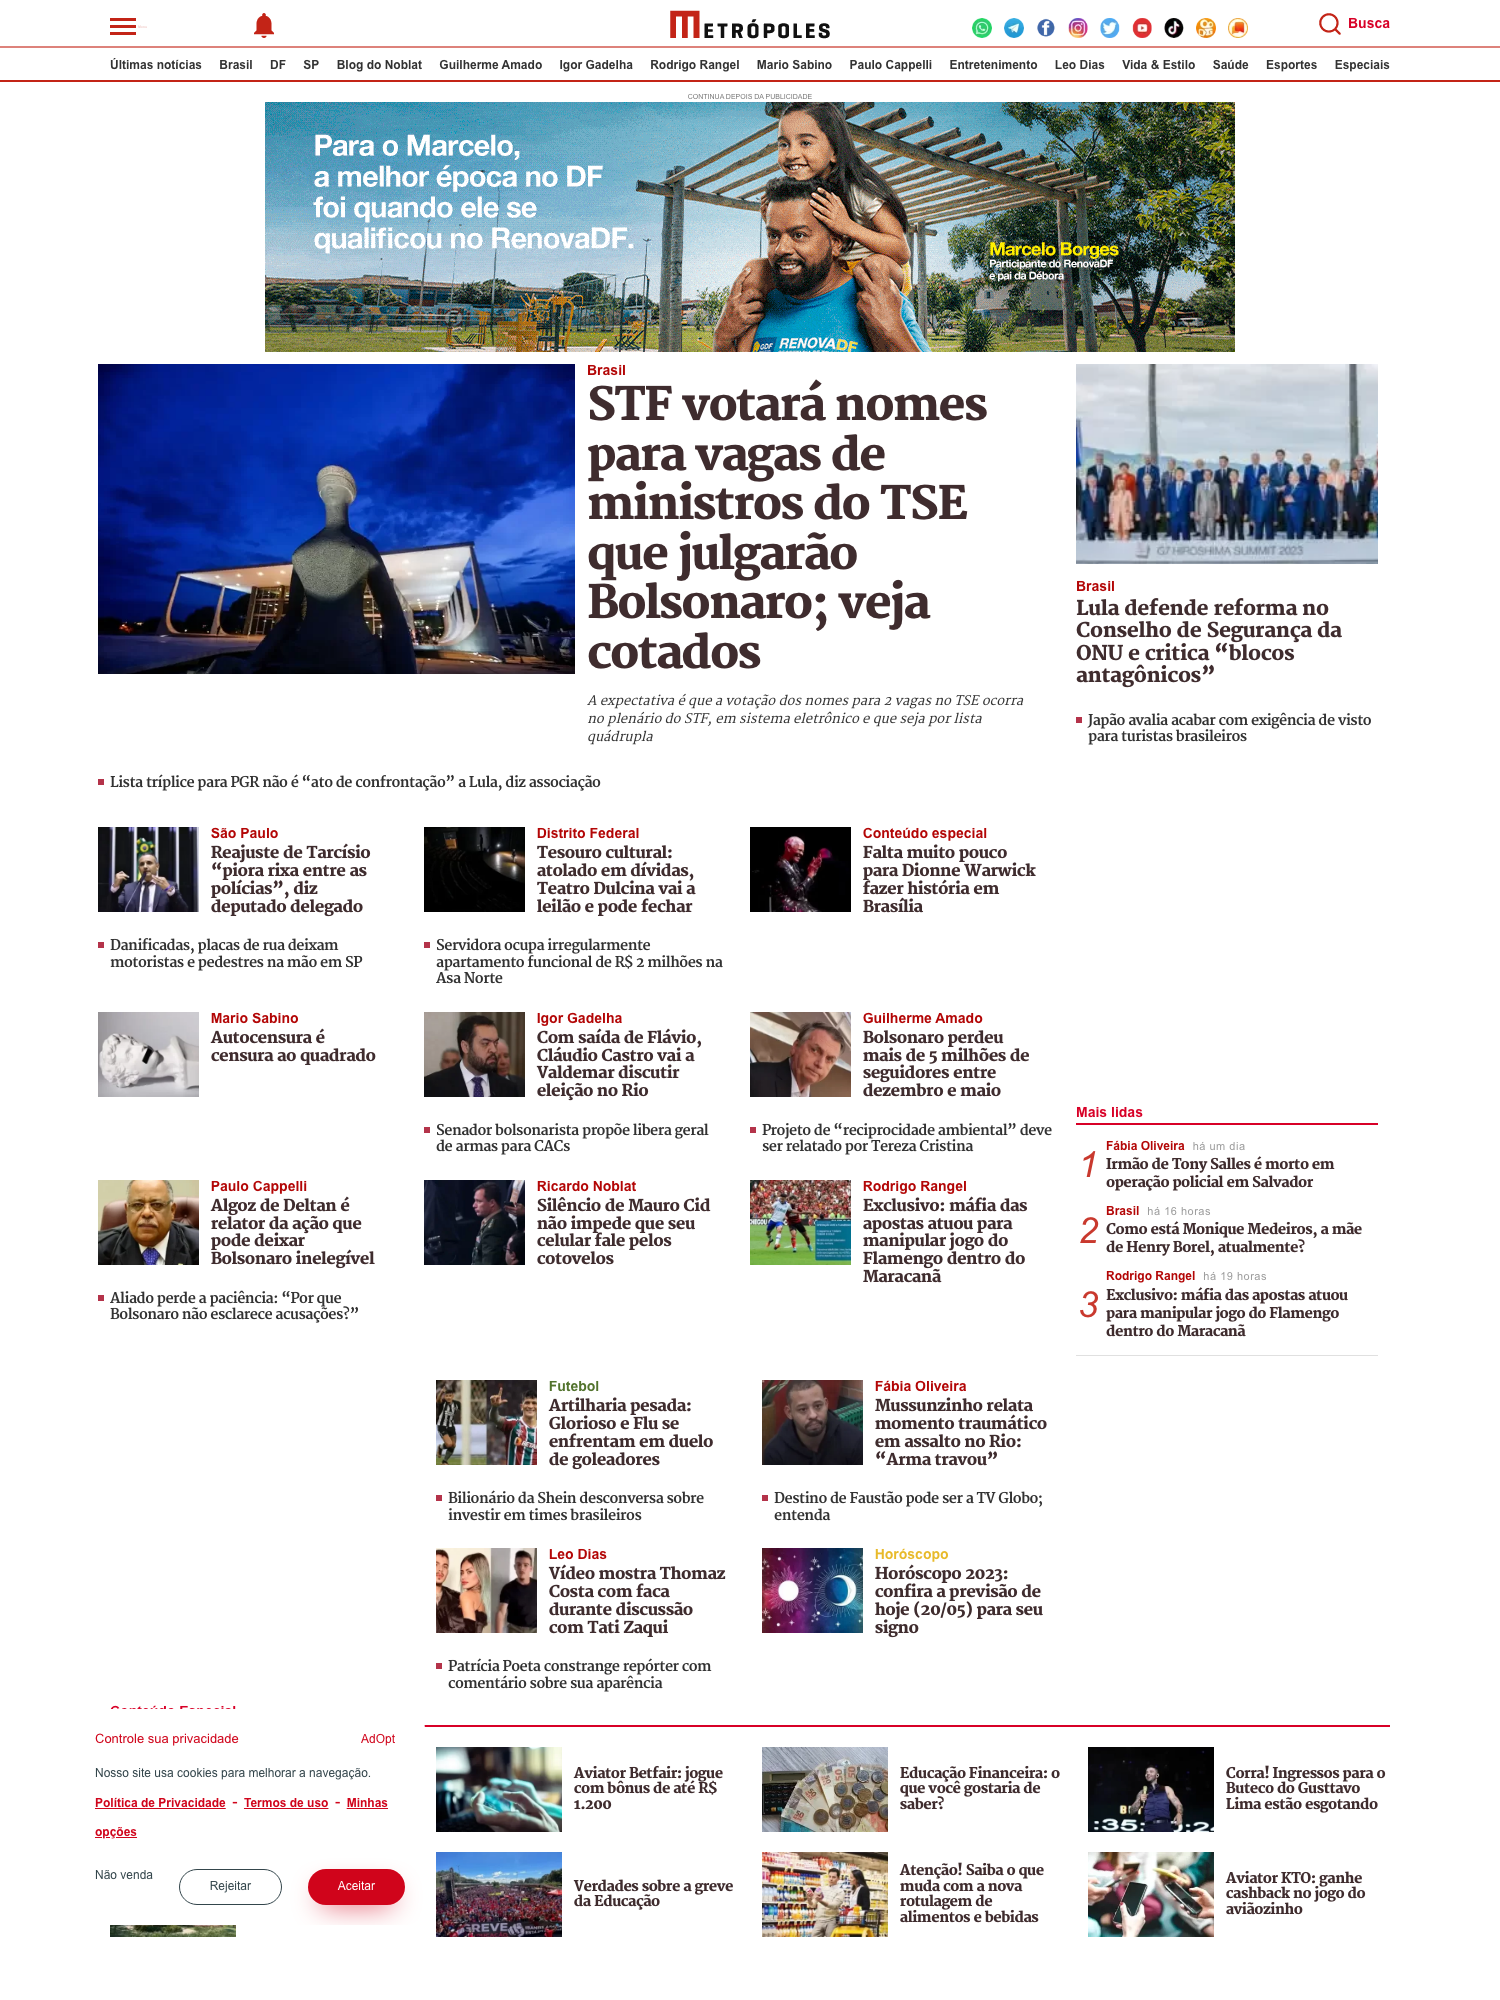 METRÓPOLES
Busca
Últimas notícias Brasil DF SP Blog do Noblat Guilherme Amado Igor Gadelha Rodrigo Rangel Mario Sabino Paulo Cappelli Entretenimento Leo Dias Vida & Estilo Saúde Esportes Especiais
CONTINUA DEPOIS DA PUBLICIDADE
Para o Marcelo,
a melhor época no DF
foi quando ele se
qualificou no RenovaDF.
Marcelo Borges
Participante do RenovaDF
e pai da Débora
GDF RENOVADF
Brasil
STF votará nomes
para vagas de
ministros do TSE
que julgarão
Bolsonaro; veja
cotados
A expectativa é que a votação dos nomes para 2 vagas no TSE ocorra
no plenário do STF, em sistema eletrônico e que seja por lista
quádrupla
Lista tríplice para PGR não é “ato de confrontação” a Lula, diz associação
G7 HIROSHIMA SUMMIT 2023
Brasil
Lula defende reforma no
Conselho de Segurança da
ONU e critica “blocos
antagônicos”
Japão avalia acabar com exigência de visto
para turistas brasileiros
São Paulo
Reajuste de Tarcísio
“piora rixa entre as
polícias”, diz
deputado delegado
Danificadas, placas de rua deixam
motoristas e pedestres na mão em SP
Distrito Federal
Tesouro cultural:
atolado em dívidas,
Teatro Dulcina vai a
leilão e pode fechar
Servidora ocupa irregularmente
apartamento funcional de R$ 2 milhões na
Asa Norte
Conteúdo especial
Falta muito pouco
para Dionne Warwick
fazer história em
Brasília
Mario Sabino
Autocensura é
censura ao quadrado
Igor Gadelha
Com saída de Flávio,
Cláudio Castro vai a
Valdemar discutir
eleição no Rio
Senador bolsonarista propõe libera geral
de armas para CACs
Guilherme Amado
Bolsonaro perdeu
mais de 5 milhões de
seguidores entre
dezembro e maio
Projeto de “reciprocidade ambiental” deve
ser relatado por Tereza Cristina
Paulo Cappelli
Algoz de Deltan é
relator da ação que
pode deixar
Bolsonaro inelegível
Aliado perde a paciência: “Por que
Bolsonaro não esclarece acusações?”
Ricardo Noblat
Silêncio de Mauro Cid
não impede que seu
celular fale pelos
cotovelos
Rodrigo Rangel
Exclusivo: máfia das
apostas atuou para
manipular jogo do
Flamengo dentro do
Maracanã
Mais lidas
1
Fábia Oliveira há um dia
Irmão de Tony Salles é morto em
operação policial em Salvador
2
Brasil há 16 horas
Como está Monique Medeiros, a mãe
de Henry Borel, atualmente?
3
Rodrigo Rangel há 19 horas
Exclusivo: máfia das apostas atuou
para manipular jogo do Flamengo
dentro do Maracanã
Futebol
Artilharia pesada:
Glorioso e Flu se
enfrentam em duelo
de goleadores
Bilionário da Shein desconversa sobre
investir em times brasileiros
Fábia Oliveira
Mussunzinho relata
momento traumático
em assalto no Rio:
“Arma travou”
Destino de Faustão pode ser a TV Globo;
entenda
Leo Dias
Vídeo mostra Thomaz
Costa com faca
durante discussão
com Tati Zaqui
Patrícia Poeta constrange repórter com
comentário sobre sua aparência
Horóscopo
Horóscopo 2023:
confira a previsão de
hoje (20/05) para seu
signo
Conteúdo Especial
Controle sua privacidade
AdOpt
Nosso site usa cookies para melhorar a navegação.
Política de Privacidade - Termos de uso - Minhas
opções
Não venda
Rejeitar
Aceitar
Aviator Betfair: jogue
com bônus de até R$
1.200
Educação Financeira: o
que você gostaria de
saber?
Corra! Ingressos para o
Buteco do Gusttavo
Lima estão esgotando
Verdades sobre a greve
da Educação
Atenção! Saiba o que
muda com a nova
rotulagem de
alimentos e bebidas
Aviator KTO: ganhe
cashback no jogo do
aviãozinho